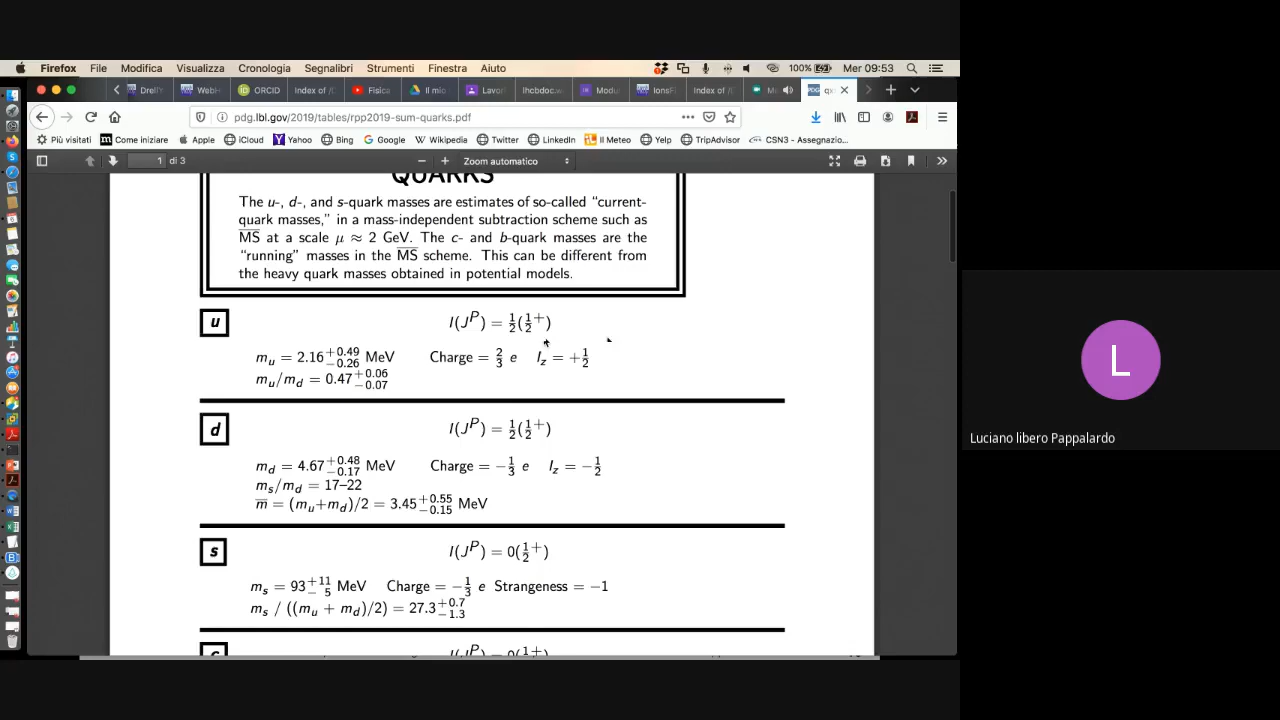 Firefox File Modifica Visualizza Cronologia Segnalibri Strumenti Finestra Aiuto 100% Mer 09:53
Drell'Y WebH ORCID Index of /( Fisica Il mio Lavor lhcbdoc.w Modu IonsFi Index of /( M
pdg.lbl.gov/2019/tables/rpp2019-sum-quarks.pdf
Più visitati Come iniziare Apple iCloud Yahoo Bing Google Wikipedia Twitter LinkedIn Il Meteo Yelp TripAdvisor CSN3 - Assegnazio...
1 di 3 Zoom automatico
QUARKS
The u-, d-, and s-quark masses are estimates of so-called “current-
quark masses,” in a mass-independent subtraction scheme such as
M̅S̅ at a scale μ ≈ 2 GeV. The c- and b-quark masses are the
“running” masses in the M̅S̅ scheme. This can be different from
the heavy quark masses obtained in potential models.
u I(J^P) = 1/2(1/2^+)
m_u = 2.16 +0.49 −0.26 MeV Charge = 2/3 e I_z = +1/2
m_u/m_d = 0.47 +0.06 −0.07
d I(J^P) = 1/2(1/2^+)
m_d = 4.67 +0.48 −0.17 MeV Charge = −1/3 e I_z = −1/2
m_s/m_d = 17–22
m̅ = (m_u+m_d)/2 = 3.45 +0.55 −0.15 MeV
s I(J^P) = 0(1/2^+)
m_s = 93 +11 −5 MeV Charge = −1/3 e Strangeness = −1
m_s / ((m_u + m_d)/2) = 27.3 +0.7 −1.3
c I(J^P) = 0(1/2^+)
L
Luciano libero Pappalardo